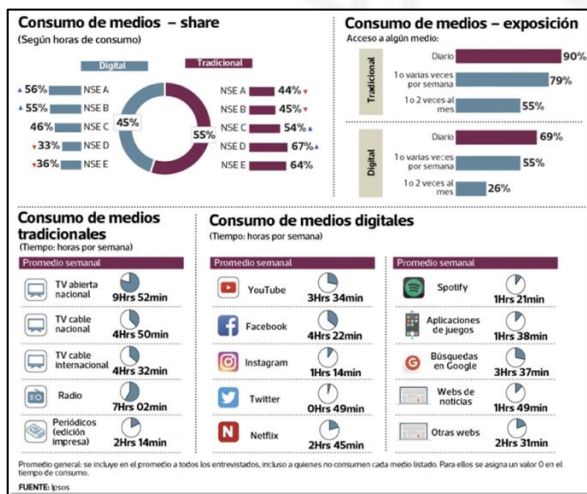 Consumo de medios – share
(Según horas de consumo)
Digital
Tradicional
56% NSE A
55% NSE B
46% NSE C
33% NSE D
36% NSE E
45%
55%
NSE A 44%
NSE B 45%
NSE C 54%
NSE D 67%
NSE E 64%
Consumo de medios – exposición
Acceso a algún medio:
Tradicional
Diario 90%
1 o varias veces
por semana 79%
1 o 2 veces al
mes 55%
Digital
Diario 69%
1 o varias veces
por semana 55%
1 o 2 veces al
mes 26%
Consumo de medios
tradicionales
(Tiempo: horas por semana)
Promedio semanal
TV abierta
nacional
9Hrs 52min
TV cable
nacional
4Hrs 50min
TV cable
internacional
4Hrs 32min
Radio
7Hrs 02min
Periódicos
(edición
impresa)
2Hrs 14min
Consumo de medios digitales
(Tiempo: horas por semana)
Promedio semanal
YouTube
3Hrs 34min
Facebook
4Hrs 22min
Instagram
1Hrs 14min
Twitter
0Hrs 49min
N
Netflix
2Hrs 45min
Promedio semanal
Spotify
1Hrs 21min
Aplicaciones
de juegos
1Hrs 38min
G
Búsquedas
en Google
3Hrs 37min
Webs de
noticias
1Hrs 49min
Otras webs
2Hrs 31min
Promedio general: se incluye en el promedio a todos los entrevistados, incluso a quienes no consumen cada medio listado. Para ellos se asigna un valor 0 en el
tiempo de consumo.
FUENTE: Ipsos